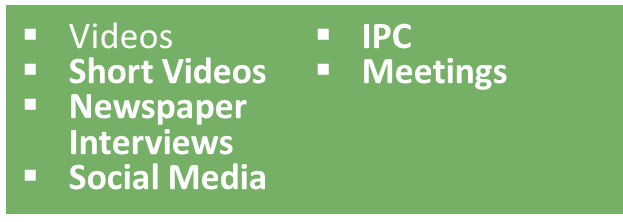 ▪ Videos
▪ Short Videos
▪ Newspaper
Interviews
▪ Social Media
▪ IPC
▪ Meetings